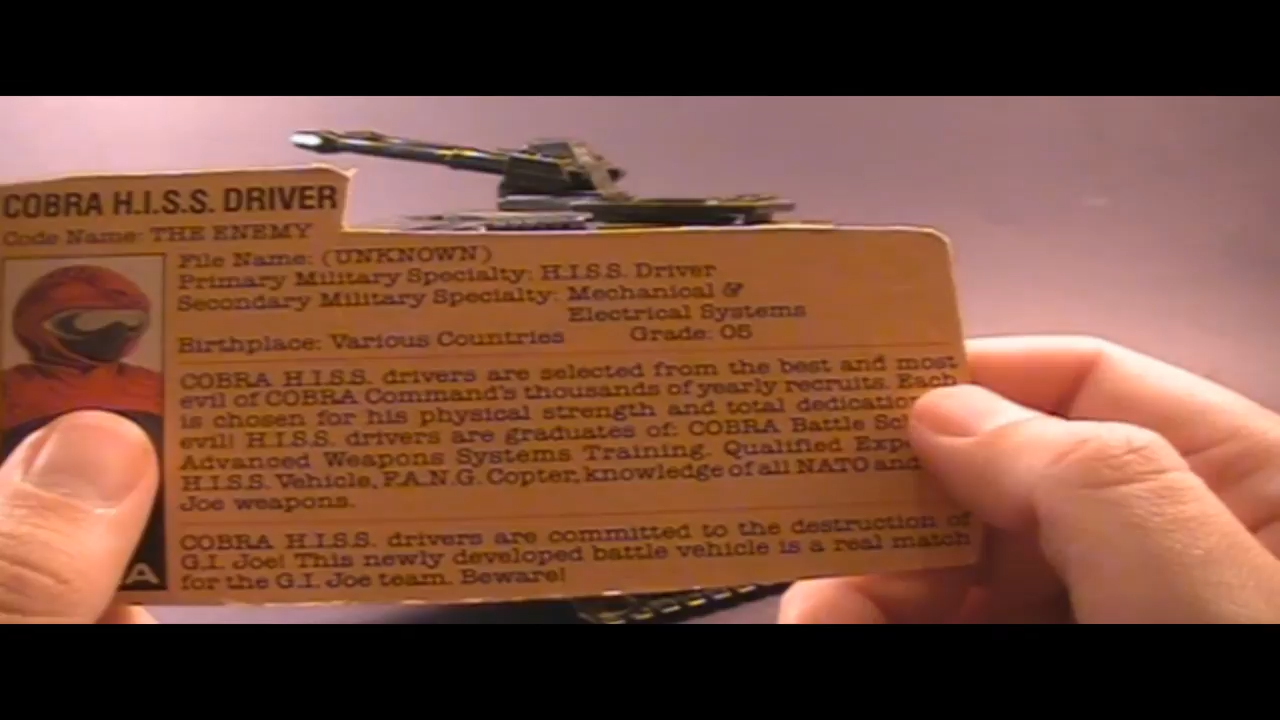 COBRA H.I.S.S. DRIVER
Code Name: THE ENEMY
File Name: (UNKNOWN)
Primary Military Specialty: H.I.S.S. Driver
Secondary Military Specialty: Mechanical &
Electrical Systems
Birthplace: Various Countries Grade: 05
COBRA H.I.S.S. drivers are selected from the best and most
evil of COBRA Command's thousands of yearly recruits. Each
is chosen for his physical strength and total dedication
evil! H.I.S.S. drivers are graduates of: COBRA Battle
Advanced Weapons Systems Training. Qualified
H.I.S.S. Vehicle, F.A.N.G. Copter, knowledge of all NATO and
Joe weapons.
COBRA H.I.S.S. drivers are committed to the destruction of
G.I. Joe! This newly developed battle vehicle is a real match
for the G.I. Joe team. Beware!
A